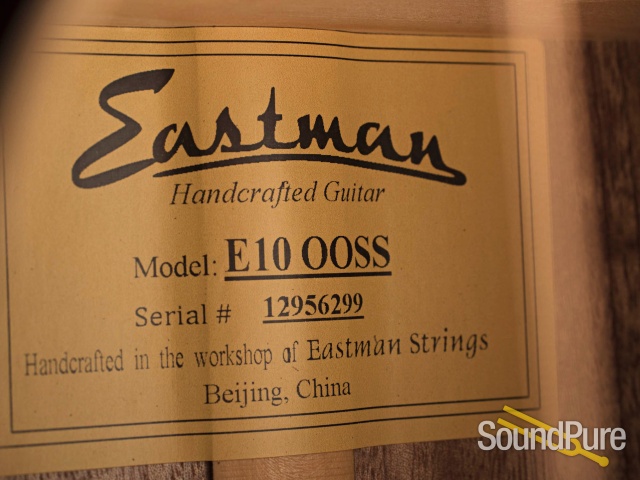 Eastman
Handcrafted Guitar
Model: E10 OOSS
Serial # 12956299
Handcrafted in the workshop of Eastman Strings
Beijing, China
SoundPure